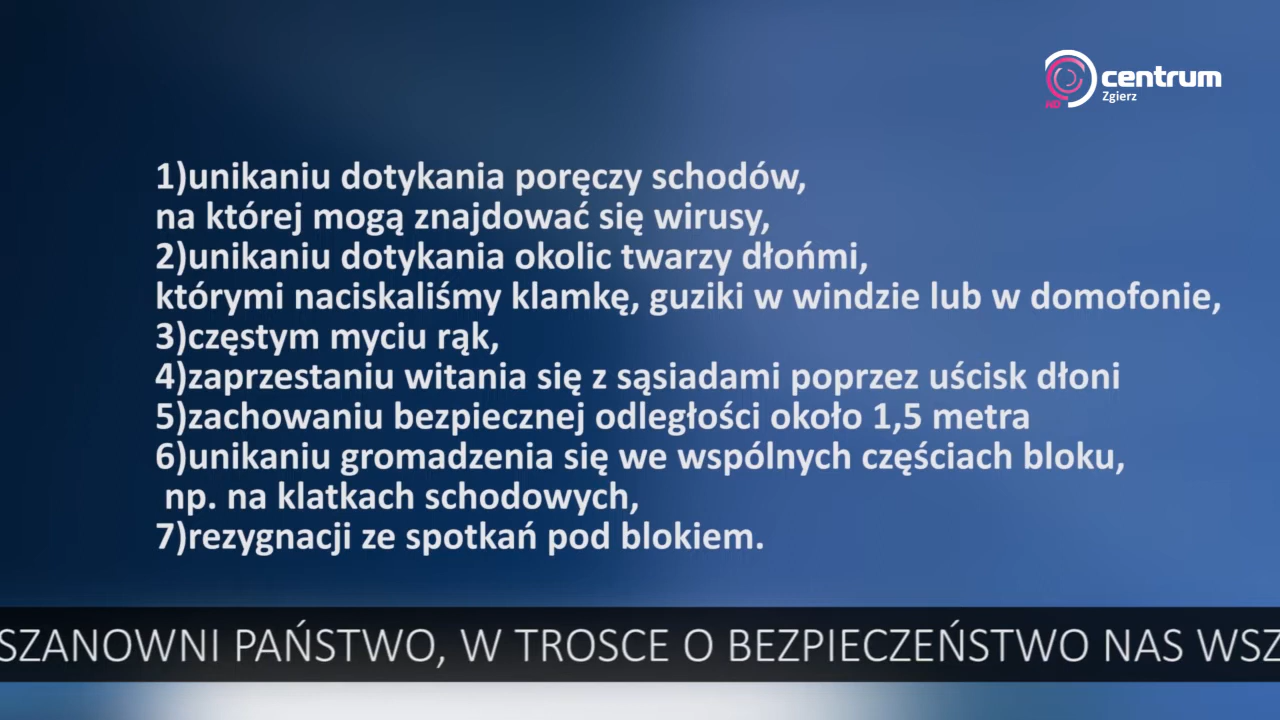 centrum
Zgierz
HD
1)unikaniu dotykania poręczy schodów,
na której mogą znajdować się wirusy,
2)unikaniu dotykania okolic twarzy dłońmi,
którymi naciskaliśmy klamkę, guziki w windzie lub w domofonie,
3)częstym myciu rąk,
4)zaprzestaniu witania się z sąsiadami poprzez uścisk dłoni
5)zachowaniu bezpiecznej odległości około 1,5 metra
6)unikaniu gromadzenia się we wspólnych częściach bloku,
np. na klatkach schodowych,
7)rezygnacji ze spotkań pod blokiem.
SZANOWNI PAŃSTWO, W TROSCE O BEZPIECZEŃSTWO NAS WSZ